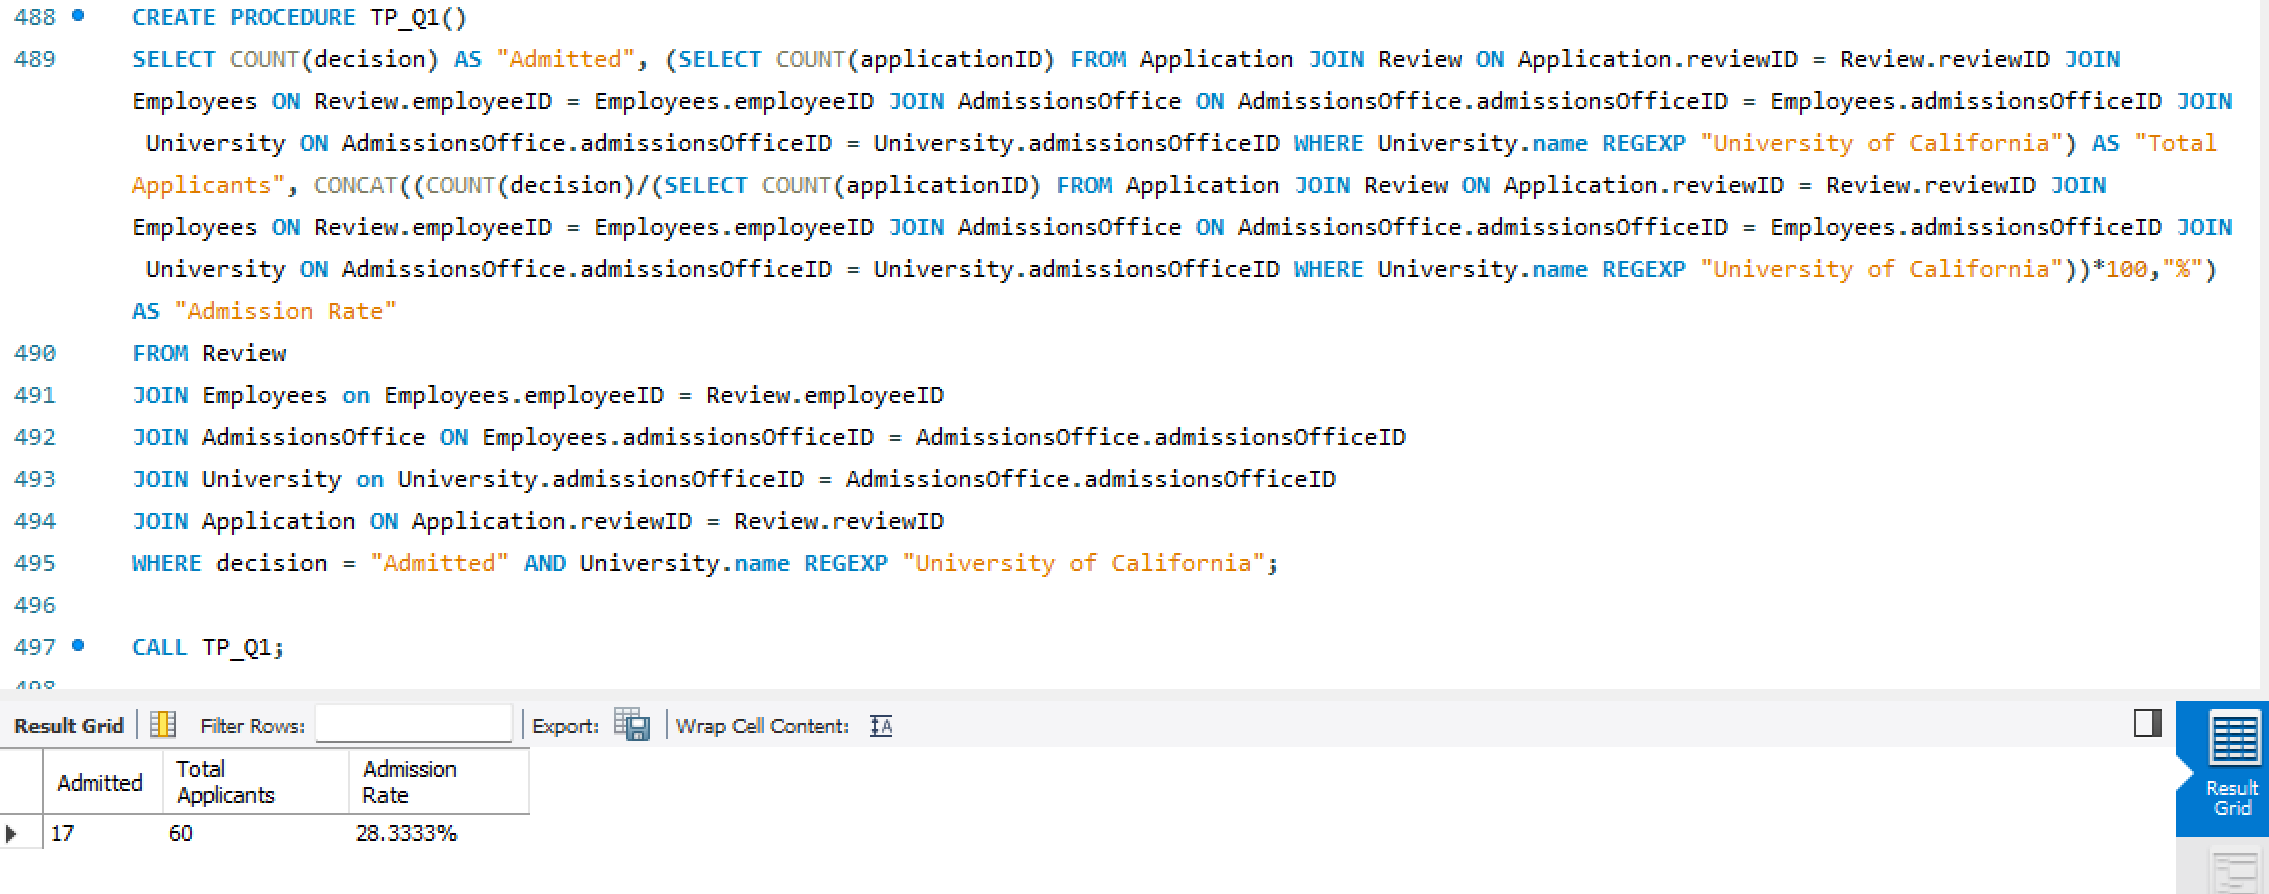 488 CREATE PROCEDURE TP_Q1()
489 SELECT COUNT(decision) AS "Admitted", (SELECT COUNT(applicationID) FROM Application JOIN Review ON Application.reviewID = Review.reviewID JOIN
Employees ON Review.employeeID = Employees.employeeID JOIN AdmissionsOffice ON AdmissionsOffice.admissionsOfficeID = Employees.admissionsOfficeID JOIN
University ON AdmissionsOffice.admissionsOfficeID = University.admissionsOfficeID WHERE University.name REGEXP "University of California") AS "Total
Applicants", CONCAT((COUNT(decision)/(SELECT COUNT(applicationID) FROM Application JOIN Review ON Application.reviewID = Review.reviewID JOIN
Employees ON Review.employeeID = Employees.employeeID JOIN AdmissionsOffice ON AdmissionsOffice.admissionsOfficeID = Employees.admissionsOfficeID JOIN
University ON AdmissionsOffice.admissionsOfficeID = University.admissionsOfficeID WHERE University.name REGEXP "University of California"))*100,"%")
AS "Admission Rate"
490 FROM Review
491 JOIN Employees on Employees.employeeID = Review.employeeID
492 JOIN AdmissionsOffice ON Employees.admissionsOfficeID = AdmissionsOffice.admissionsOfficeID
493 JOIN University on University.admissionsOfficeID = AdmissionsOffice.admissionsOfficeID
494 JOIN Application ON Application.reviewID = Review.reviewID
495 WHERE decision = "Admitted" AND University.name REGEXP "University of California";
496
497 CALL TP_Q1;
498
Result Grid Filter Rows: Export: Wrap Cell Content:
Admitted Total Applicants Admission Rate
17 60 28.3333%
Result
Grid